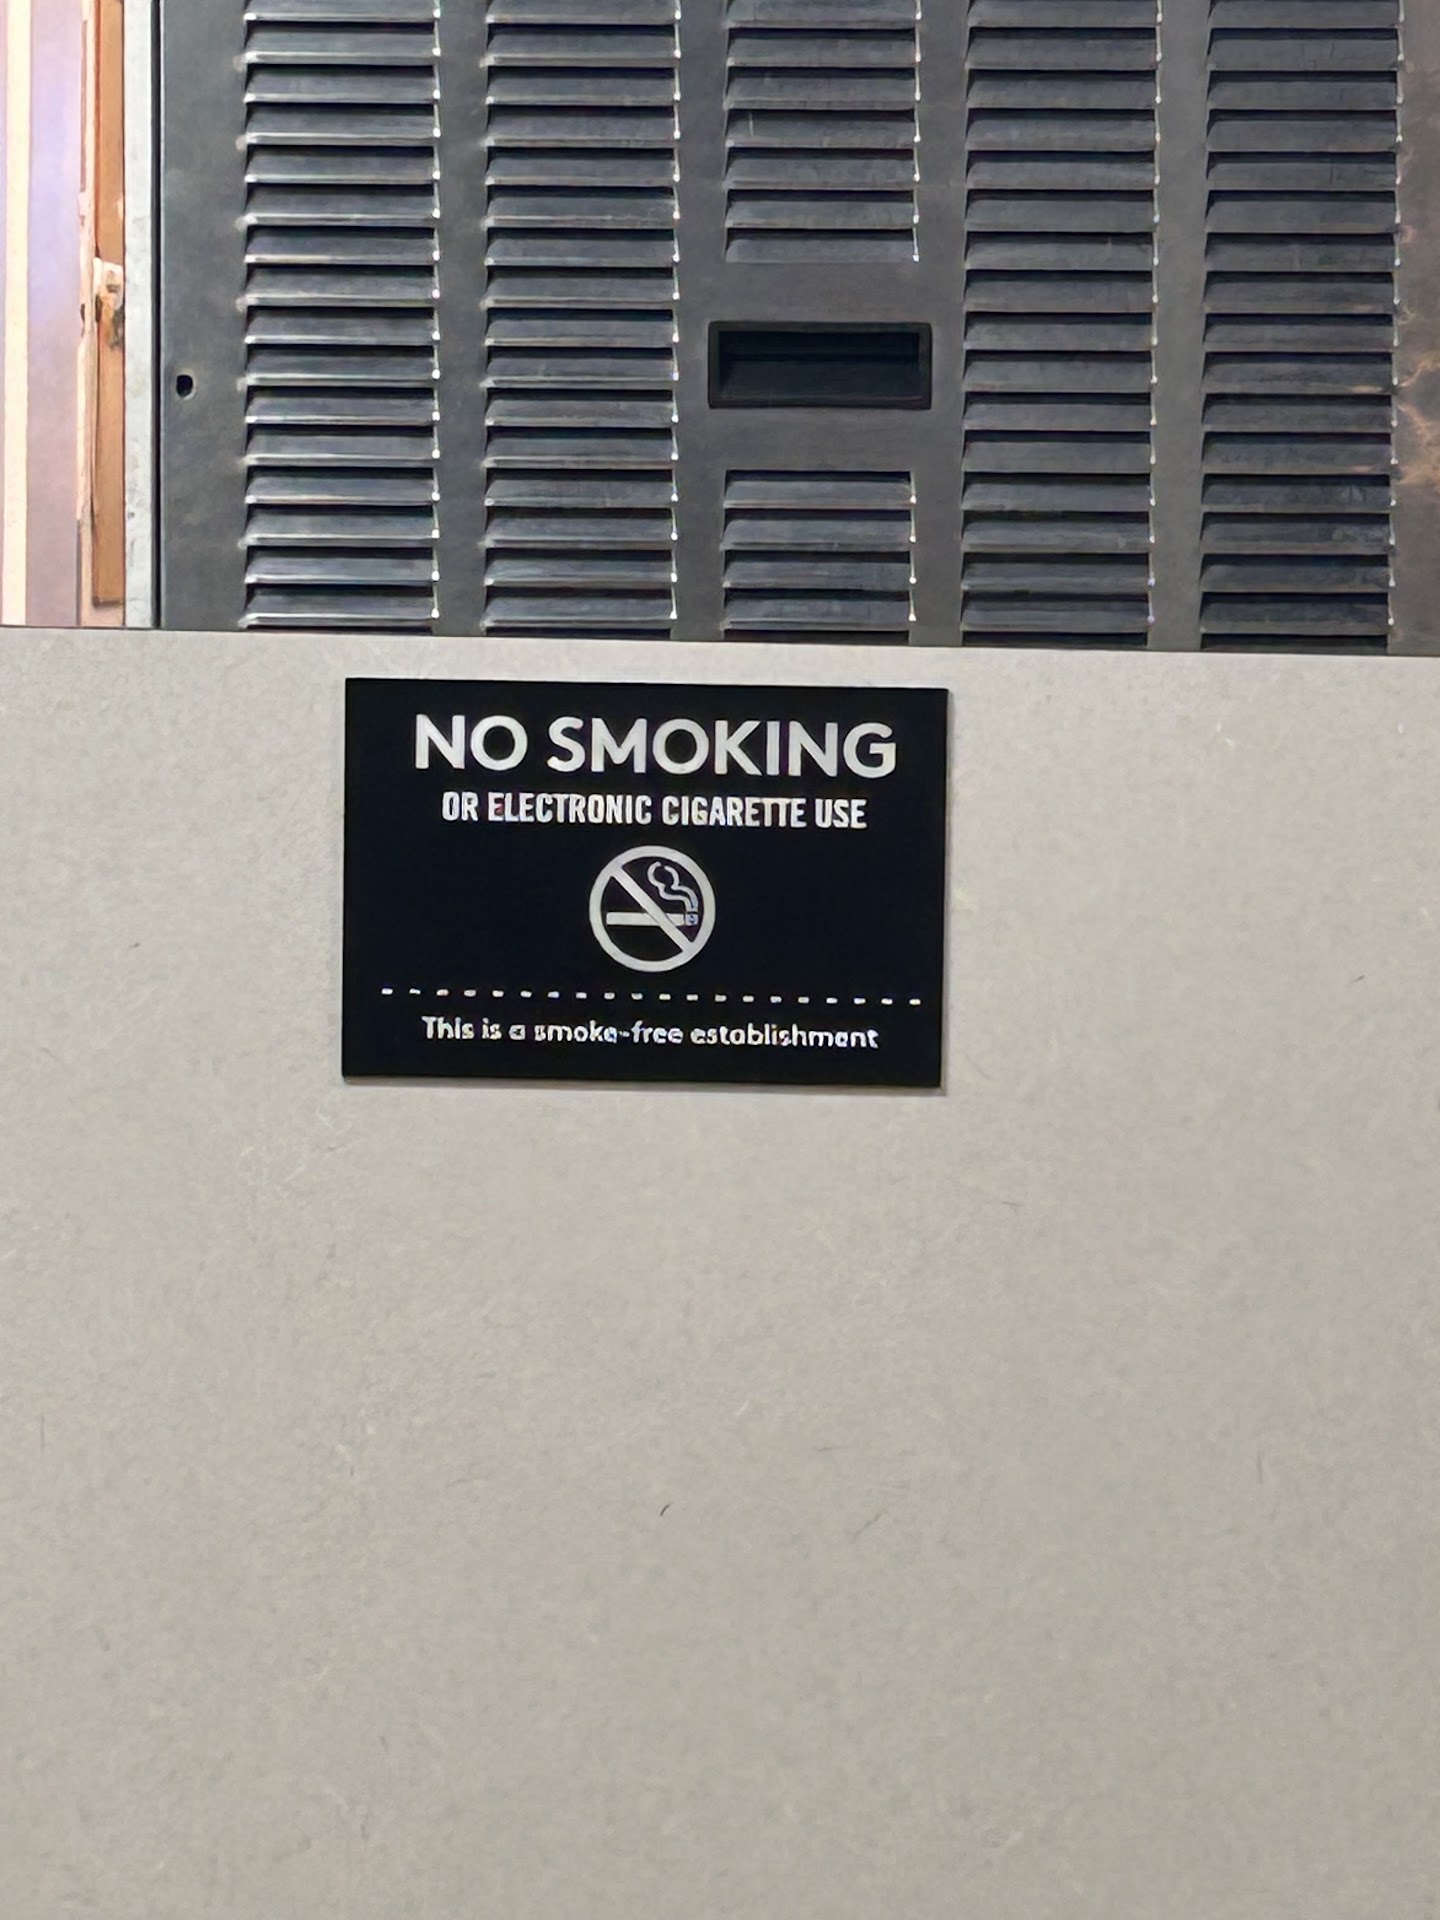 NO SMOKING
OR ELECTRONIC CIGARETTE USE
This is a smoke-free establishment